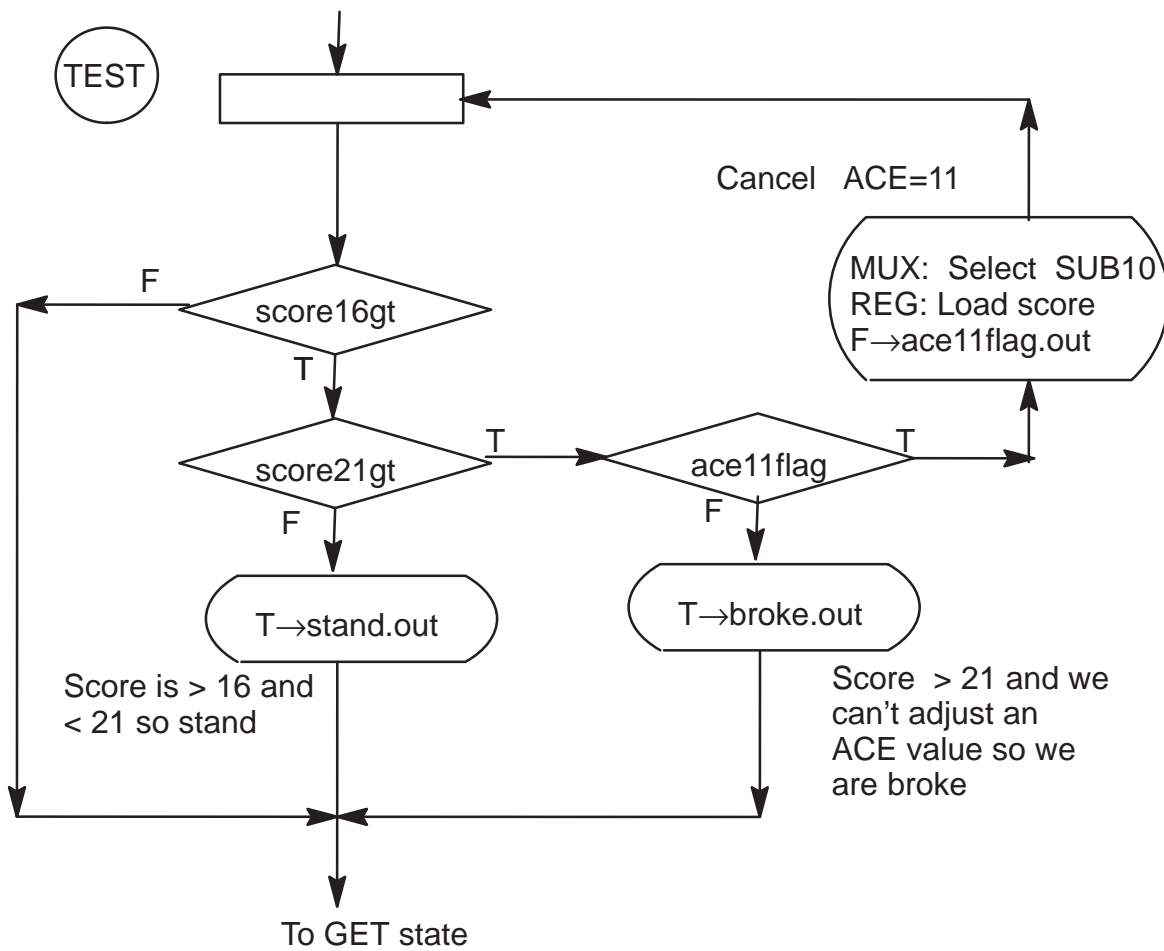 TEST
Cancel ACE=11
MUX: Select SUB10
REG: Load score
F→ace11flag.out
F
score16gt
T
score21gt
T
ace11flag
T
F
F
T→stand.out
T→broke.out
Score is > 16 and
< 21 so stand
Score > 21 and we
can't adjust an
ACE value so we
are broke
To GET state